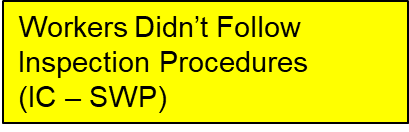 Workers Didn’t Follow
Inspection Procedures
(IC – SWP)